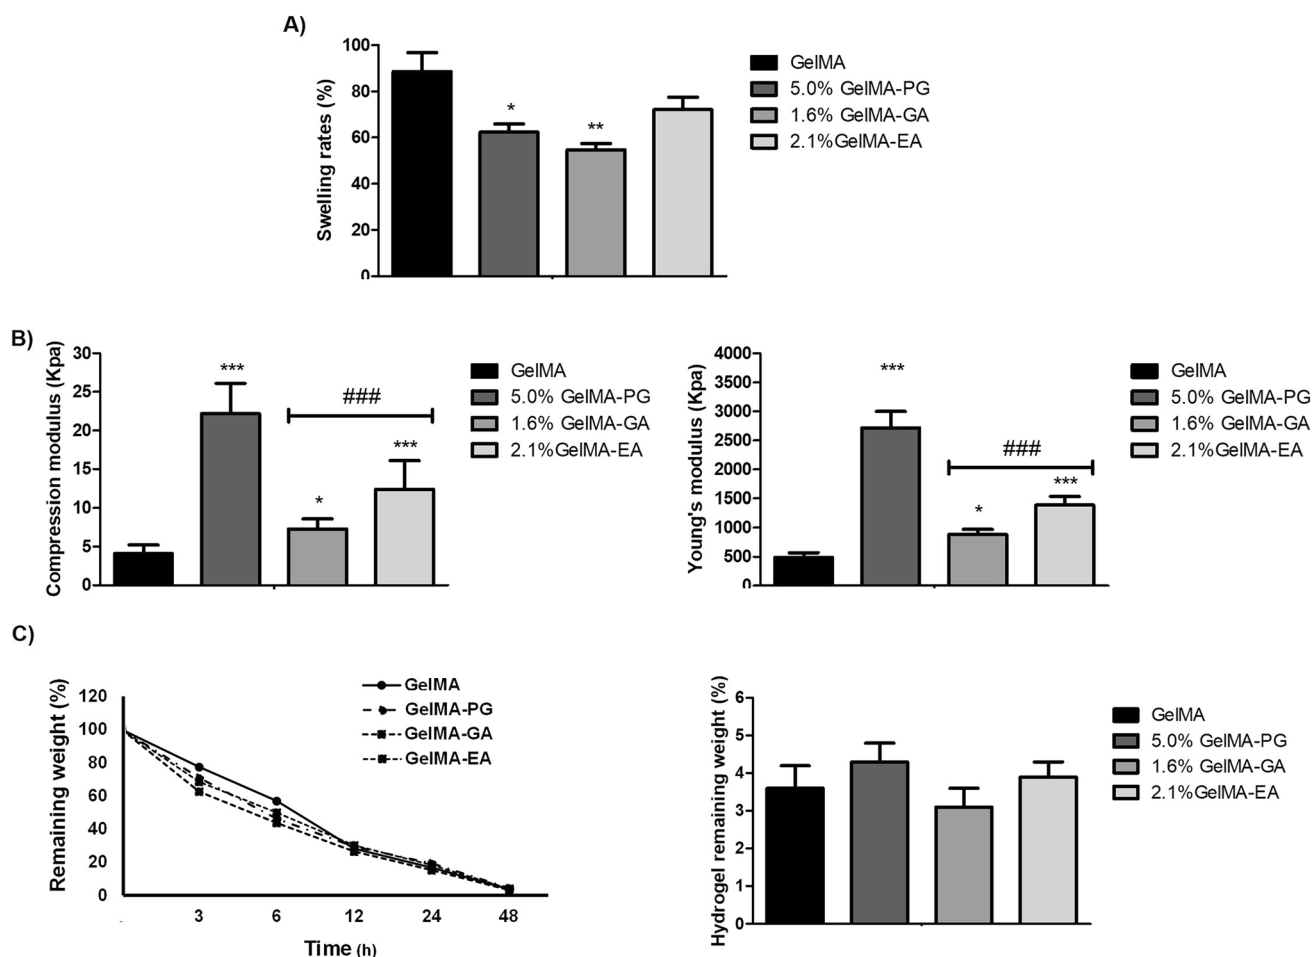 A)
Swelling rates (%)
100
80
60
40
20
0
*
**
GelMA
5.0% GelMA-PG
1.6% GelMA-GA
2.1%GelMA-EA
B)
Compression modulus (Kpa)
30
25
20
15
10
5
0
***
*
###
***
GelMA
5.0% GelMA-PG
1.6% GelMA-GA
2.1%GelMA-EA
Young's modulus (Kpa)
4000
3500
3000
2500
2000
1500
1000
500
0
***
*
###
***
GelMA
5.0% GelMA-PG
1.6% GelMA-GA
2.1%GelMA-EA
C)
Remaining weight (%)
120
100
80
60
40
20
0
3 6 12 24 48
Time (h)
GelMA
GelMA-PG
GelMA-GA
GelMA-EA
Hydrogel remaining weight (%)
6
5
4
3
2
1
0
GelMA
5.0% GelMA-PG
1.6% GelMA-GA
2.1%GelMA-EA